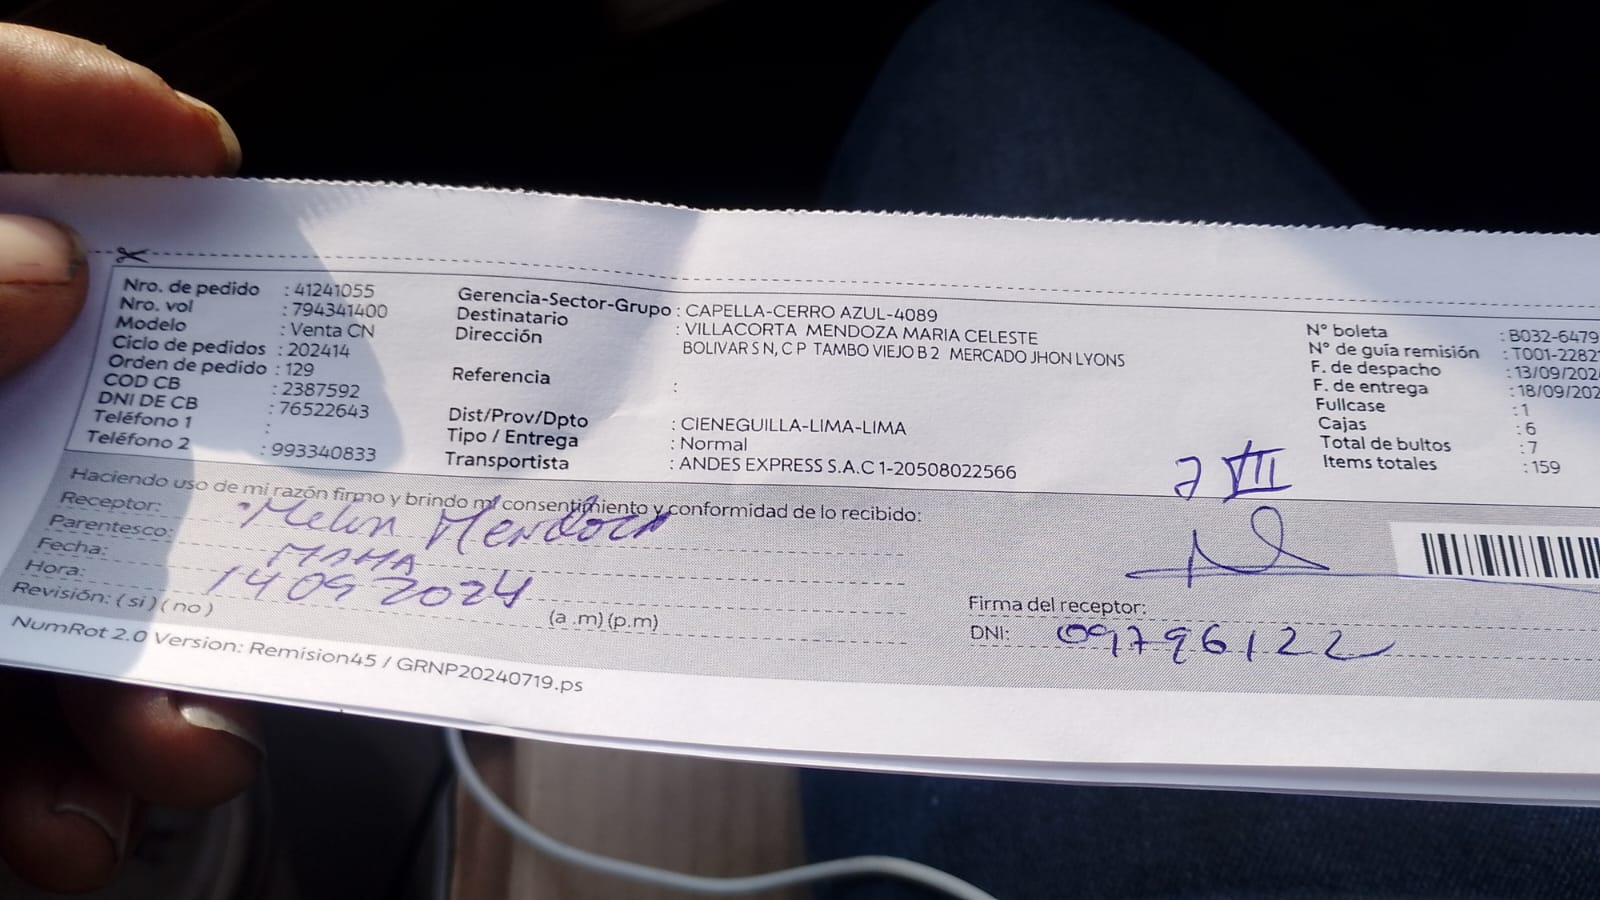 Nro. de pedido : 41241055
Nro. vol : 794341400
Modelo : Venta CN
Ciclo de pedidos : 202414
Orden de pedido : 129
COD CB : 2387592
DNI DE CB : 76522643
Teléfono 1 :
Teléfono 2 : 993340833
Gerencia-Sector-Grupo : CAPELLA-CERRO AZUL-4089
Destinatario : VILLACORTA MENDOZA MARIA CELESTE
Dirección BOLIVAR S N, C P TAMBO VIEJO B 2 MERCADO JHON LYONS
Referencia :
Dist/Prov/Dpto : CIENEGUILLA-LIMA-LIMA
Tipo / Entrega : Normal
Transportista : ANDES EXPRESS S.A.C 1-20508022566
N° boleta : B032-6479
N° de guía remisión : T001-2282
F. de despacho : 13/09/202
F. de entrega : 18/09/202
Fullcase : 1
Cajas : 6
Total de bultos : 7
Items totales : 159
VII
Haciendo uso de mi razón firmo y brindo mi consentimiento y conformidad de lo recibido:
Receptor: Mendoza
Parentesco: MAMA
Fecha: 14 09 2024
Hora: (a .m) (p.m)
Revisión: ( si ) ( no )
Firma del receptor:
DNI: 09796122
NumRot 2.0 Version: Remision45 / GRNP20240719.ps